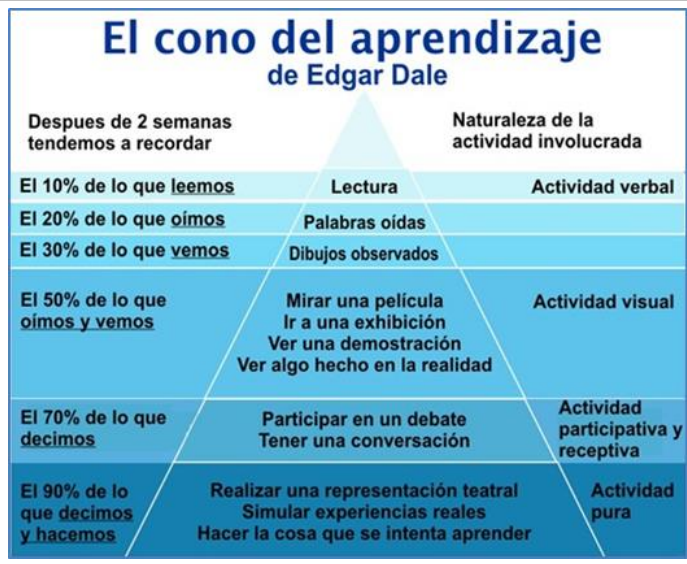 El cono del aprendizaje
de Edgar Dale
Despues de 2 semanas
tendemos a recordar
Naturaleza de la
actividad involucrada
El 10% de lo que leemos
Lectura
Actividad verbal
El 20% de lo que oímos
Palabras oídas
El 30% de lo que vemos
Dibujos observados
El 50% de lo que
oímos y vemos
Mirar una película
Ir a una exhibición
Ver una demostración
Ver algo hecho en la realidad
Actividad visual
El 70% de lo que
decimos
Participar en un debate
Tener una conversación
Actividad
participativa y
receptiva
El 90% de lo
que decimos
y hacemos
Realizar una representación teatral
Simular experiencias reales
Hacer la cosa que se intenta aprender
Actividad
pura